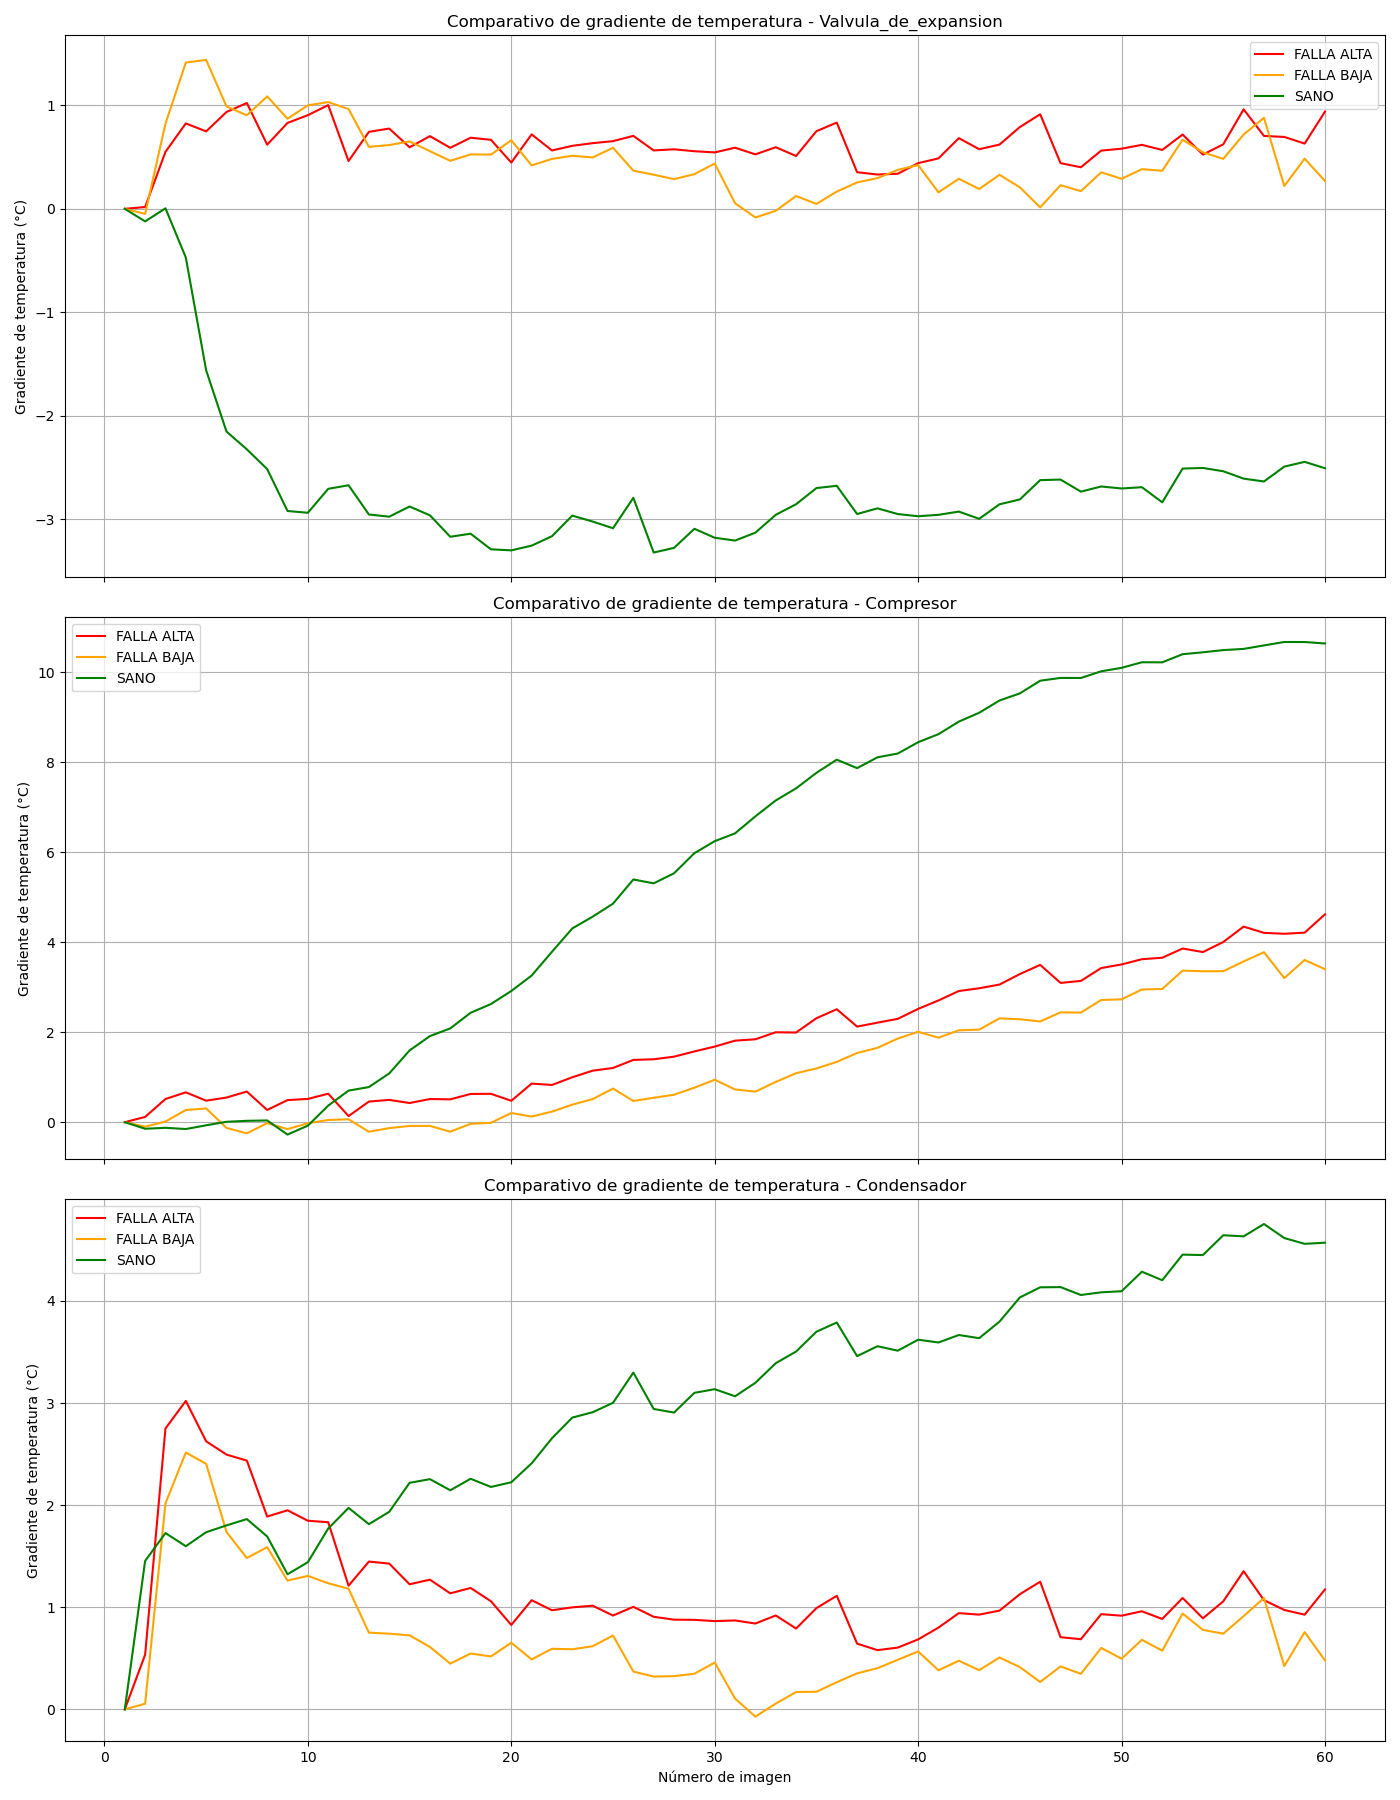 Comparativo de gradiente de temperatura - Valvula_de_expansion
FALLA ALTA
FALLA BAJA
SANO
1
0
−1
−2
−3
Gradiente de temperatura (°C)
Comparativo de gradiente de temperatura - Compresor
FALLA ALTA
FALLA BAJA
SANO
10
8
6
4
2
0
Gradiente de temperatura (°C)
Comparativo de gradiente de temperatura - Condensador
FALLA ALTA
FALLA BAJA
SANO
4
3
2
1
0
Gradiente de temperatura (°C)
0 10 20 30 40 50 60
Número de imagen